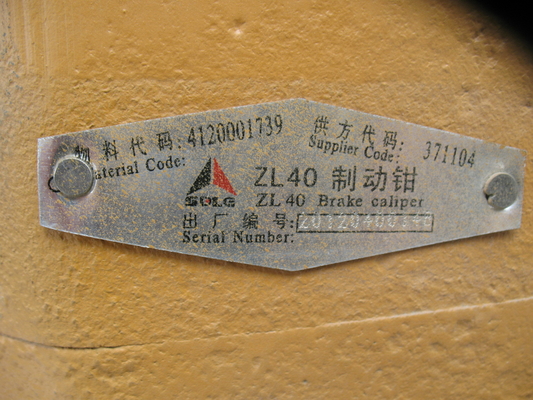 物料代码:4120001739 供方代码: 371104
Material Code: Supplier Code:
SDLG ZL40 制动钳
ZL40 Brake caliper
出厂编号:
Serial Number: